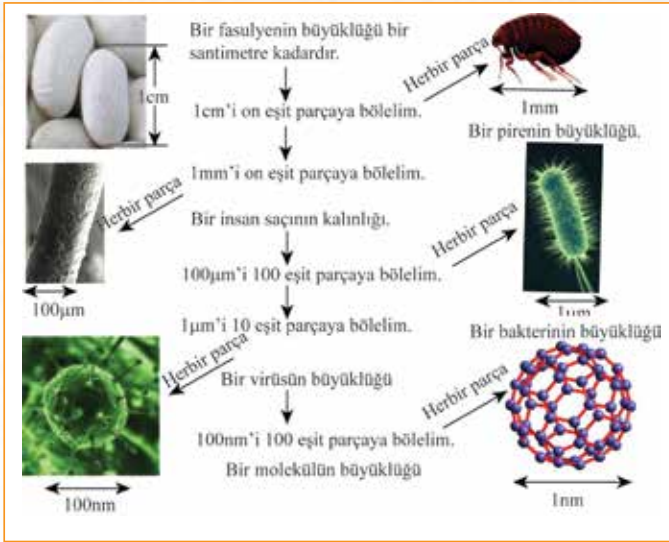 Bir fasulyenin büyüklüğü bir
santimetre kadardır.
1cm
Herbir parça
1mm
1cm'i on eşit parçaya bölelim.
Bir pirenin büyüklüğü.
1mm'i on eşit parçaya bölelim.
Herbir parça
100μm
Bir insan saçının kalınlığı.
Herbir parça
1μm
100μm'i 100 eşit parçaya bölelim.
1μm'i 10 eşit parçaya bölelim.
Bir bakterinin büyüklüğü
Herbir parça
100nm
Bir virüsün büyüklüğü
Herbir parça
1nm
100nm'i 100 eşit parçaya bölelim.
Bir molekülün büyüklüğü